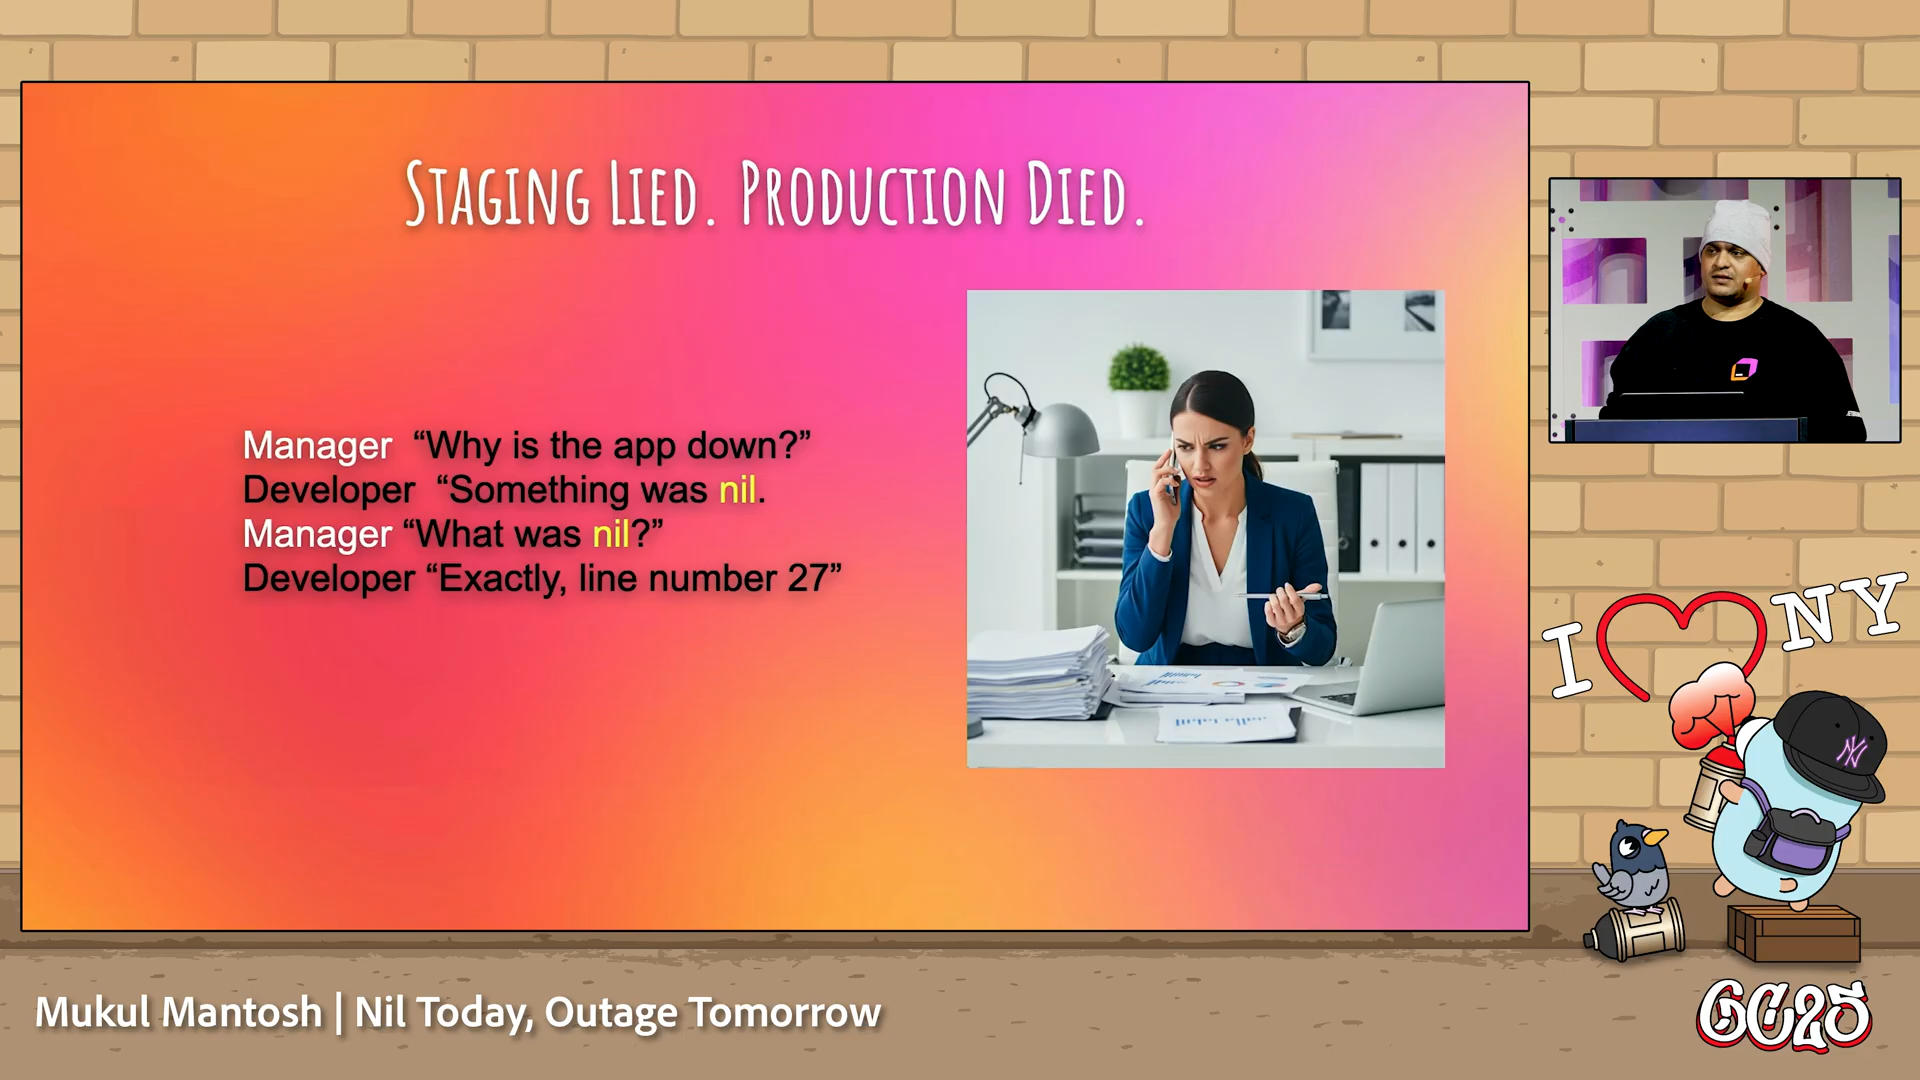 Staging Lied. Production Died.
Manager “Why is the app down?”
Developer “Something was nil.
Manager “What was nil?”
Developer “Exactly, line number 27”
I NY
NY
Mukul Mantosh | Nil Today, Outage Tomorrow
GC25